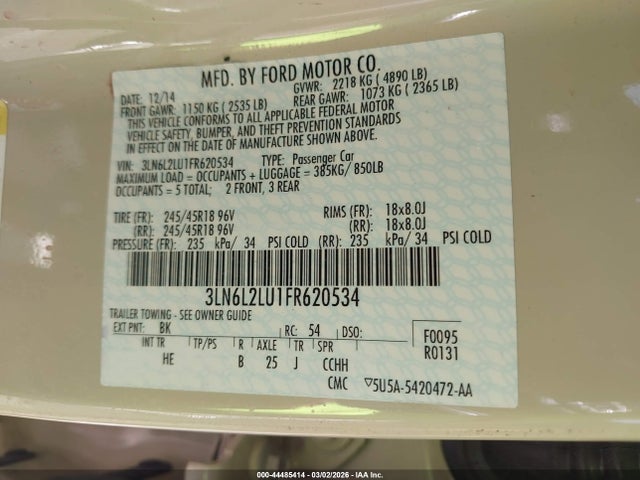 MFD. BY FORD MOTOR CO.
DATE: 12/14 GVWR: 2218 KG ( 4890 LB)
FRONT GAWR: 1150 KG ( 2535 LB) REAR GAWR: 1073 KG ( 2365 LB)
THIS VEHICLE CONFORMS TO ALL APPLICABLE FEDERAL MOTOR
VEHICLE SAFETY, BUMPER, AND THEFT PREVENTION STANDARDS
IN EFFECT ON THE DATE OF MANUFACTURE SHOWN ABOVE.
VIN: 3LN6L2LU1FR620534 TYPE: Passenger Car
MAXIMUM LOAD = OCCUPANTS + LUGGAGE = 385KG/ 850LB
OCCUPANTS = 5 TOTAL; 2 FRONT, 3 REAR
TIRE (FR): 245/45R18 96V RIMS (FR): 18x8.0J
(RR): 245/45R18 96V (RR): 18x8.0J
PRESSURE (FR): 235 kPa/ 34 PSI COLD (RR): 235 kPa/ 34 PSI COLD
3LN6L2LU1FR620534
TRAILER TOWING - SEE OWNER GUIDE
EXT PNT: BK RC: 54 DSO: F0095
INT TR TP/PS R AXLE TR SPR R0131
HE B 25 J CCHH
CMC ▽5U5A-5420472-AA
000-44485414 - 03/02/2026 - IAA Inc.